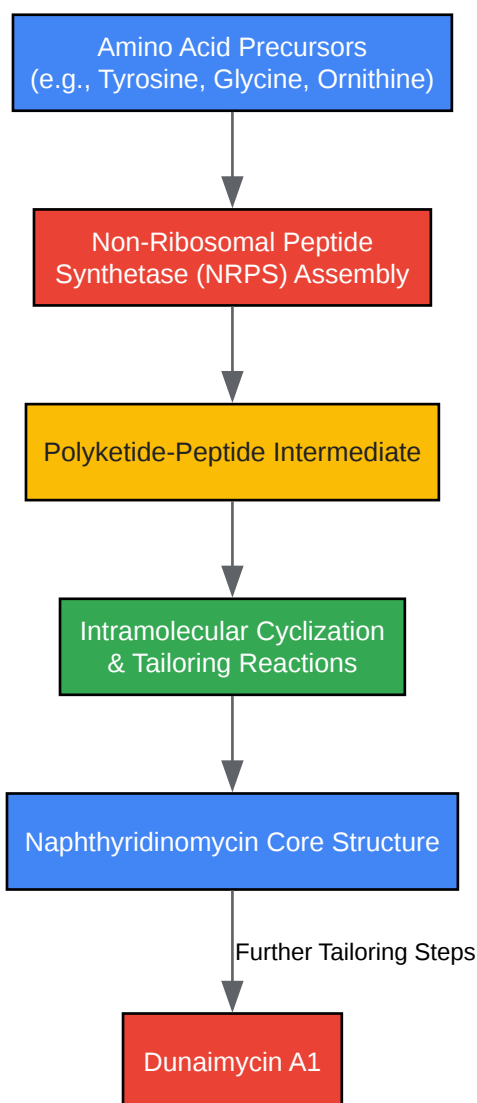 Amino Acid Precursors
(e.g., Tyrosine, Glycine, Ornithine)
Non-Ribosomal Peptide
Synthetase (NRPS) Assembly
Polyketide-Peptide Intermediate
Intramolecular Cyclization
& Tailoring Reactions
Naphthyridinomycin Core Structure
Further Tailoring Steps
Dunaimycin A1